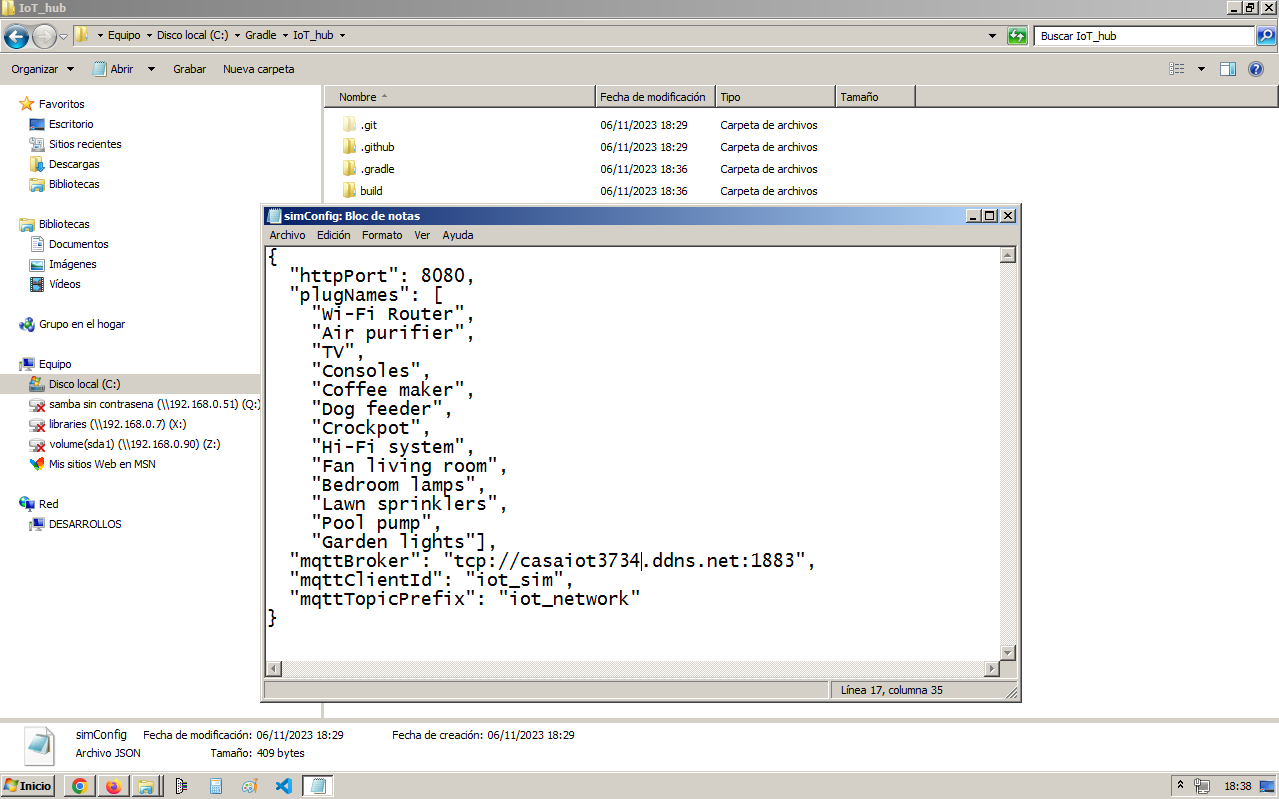 IoT_hub
Equipo Disco local (C:) Gradle IoT_hub
Buscar IoT_hub
Organizar Abrir Grabar Nueva carpeta
Favoritos
Escritorio
Sitios recientes
Descargas
Bibliotecas
Bibliotecas
Documentos
Imágenes
Vídeos
Grupo en el hogar
Equipo
Disco local (C:)
samba sin contrasena (\\192.168.0.51) (Q:)
libraries (\\192.168.0.7) (X:)
volume(sda1) (\\192.168.0.90) (Z:)
Mis sitios Web en MSN
Red
DESARROLLOS
Nombre Fecha de modificación Tipo Tamaño
.git 06/11/2023 18:29 Carpeta de archivos
.github 06/11/2023 18:29 Carpeta de archivos
.gradle 06/11/2023 18:36 Carpeta de archivos
build 06/11/2023 18:36 Carpeta de archivos
simConfig: Bloc de notas
Archivo Edición Formato Ver Ayuda
{
"httpPort": 8080,
"plugNames": [
"Wi-Fi Router",
"Air purifier",
"TV",
"Consoles",
"Coffee maker",
"Dog feeder",
"Crockpot",
"Hi-Fi system",
"Fan living room",
"Bedroom lamps",
"Lawn sprinklers",
"Pool pump",
"Garden lights"],
"mqttBroker": "tcp://casaiot3734.ddns.net:1883",
"mqttClientId": "iot_sim",
"mqttTopicPrefix": "iot_network"
}
Línea 17, columna 35
simConfig Fecha de modificación: 06/11/2023 18:29 Fecha de creación: 06/11/2023 18:29
Archivo JSON Tamaño: 409 bytes
Inicio
18:38